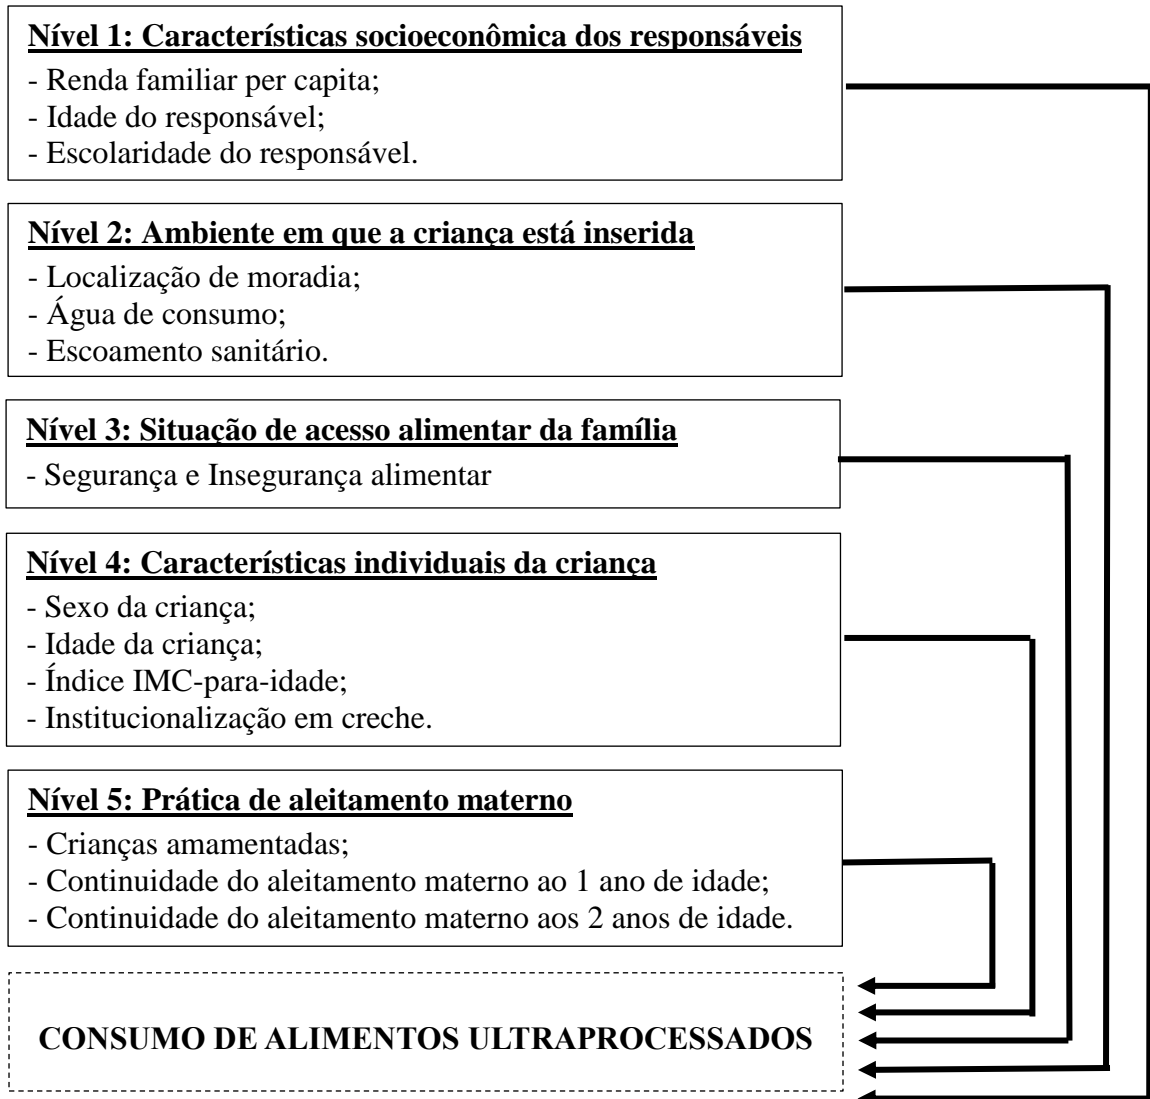 Nível 1: Características socioeconômica dos responsáveis
- Renda familiar per capita;
- Idade do responsável;
- Escolaridade do responsável.
Nível 2: Ambiente em que a criança está inserida
- Localização de moradia;
- Água de consumo;
- Escoamento sanitário.
Nível 3: Situação de acesso alimentar da família
- Segurança e Insegurança alimentar
Nível 4: Características individuais da criança
- Sexo da criança;
- Idade da criança;
- Índice IMC-para-idade;
- Institucionalização em creche.
Nível 5: Prática de aleitamento materno
- Crianças amamentadas;
- Continuidade do aleitamento materno ao 1 ano de idade;
- Continuidade do aleitamento materno aos 2 anos de idade.
CONSUMO DE ALIMENTOS ULTRAPROCESSADOS